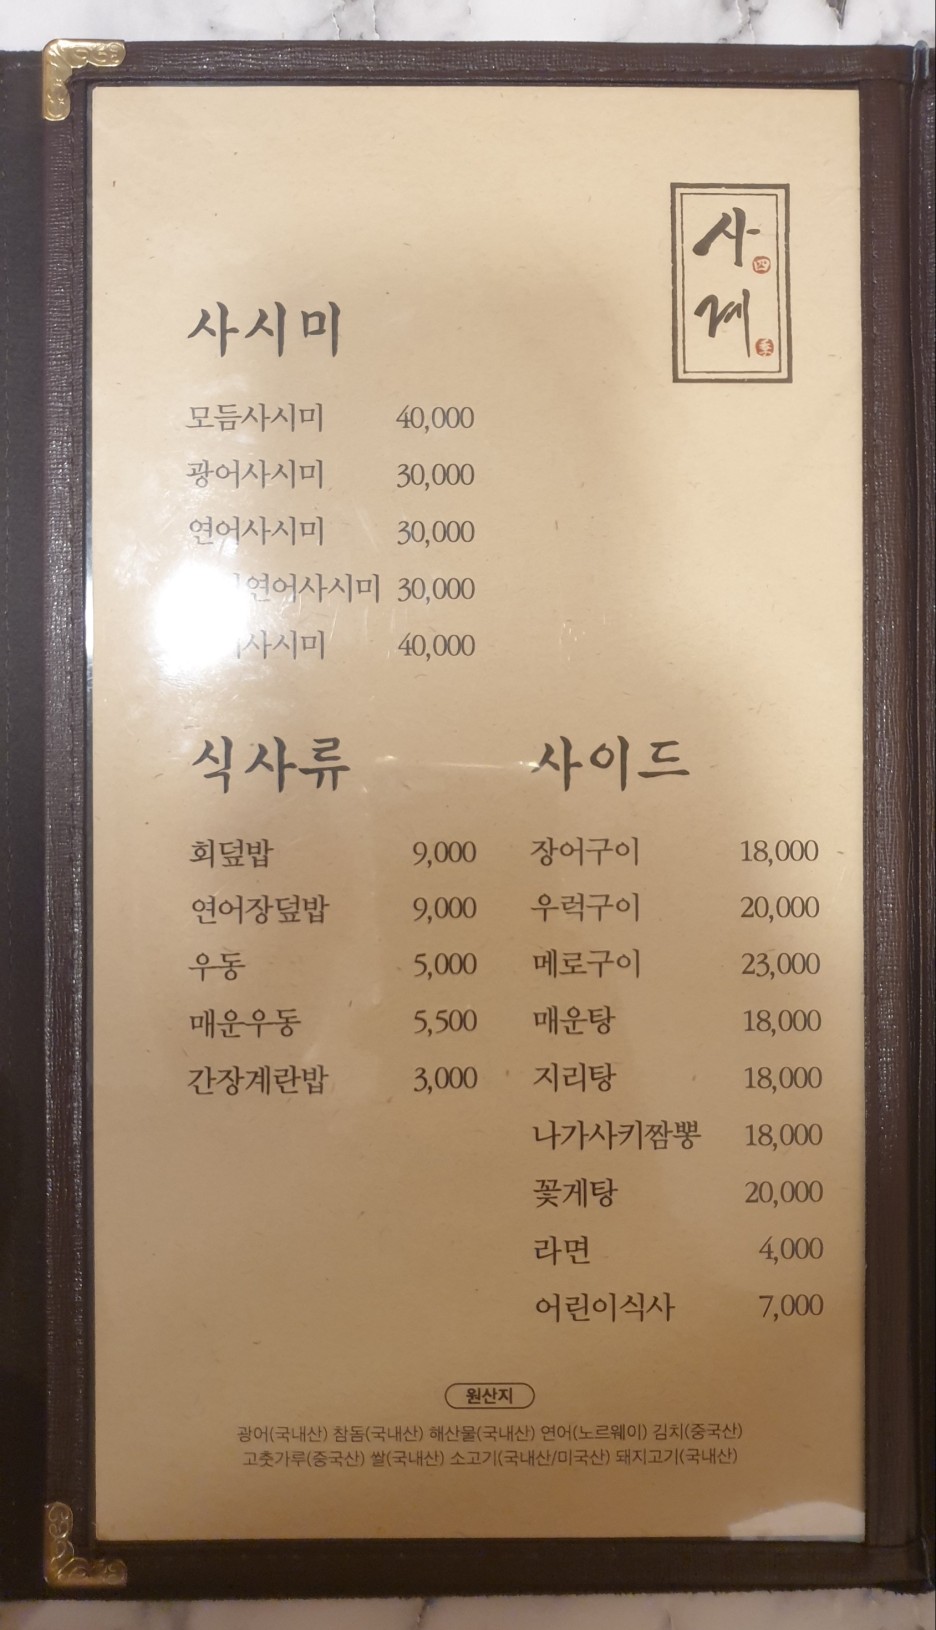 사계
四季
사시미
모듬사시미 40,000
광어사시미 30,000
연어사시미 30,000
30,000
40,000
식사류
회덮밥 9,000
연어장덮밥 9,000
우동 5,000
매운우동 5,500
간장계란밥 3,000
사이드
장어구이 18,000
우럭구이 20,000
메로구이 23,000
매운탕 18,000
지리탕 18,000
나가사키짬뽕 18,000
꽃게탕 20,000
라면 4,000
어린이식사 7,000
원산지
광어(국내산) 참돔(국내산) 해산물(국내산) 연어(노르웨이) 김치(중국산)
고춧가루(중국산) 쌀(국내산) 소고기(국내산/미국산) 돼지고기(국내산)